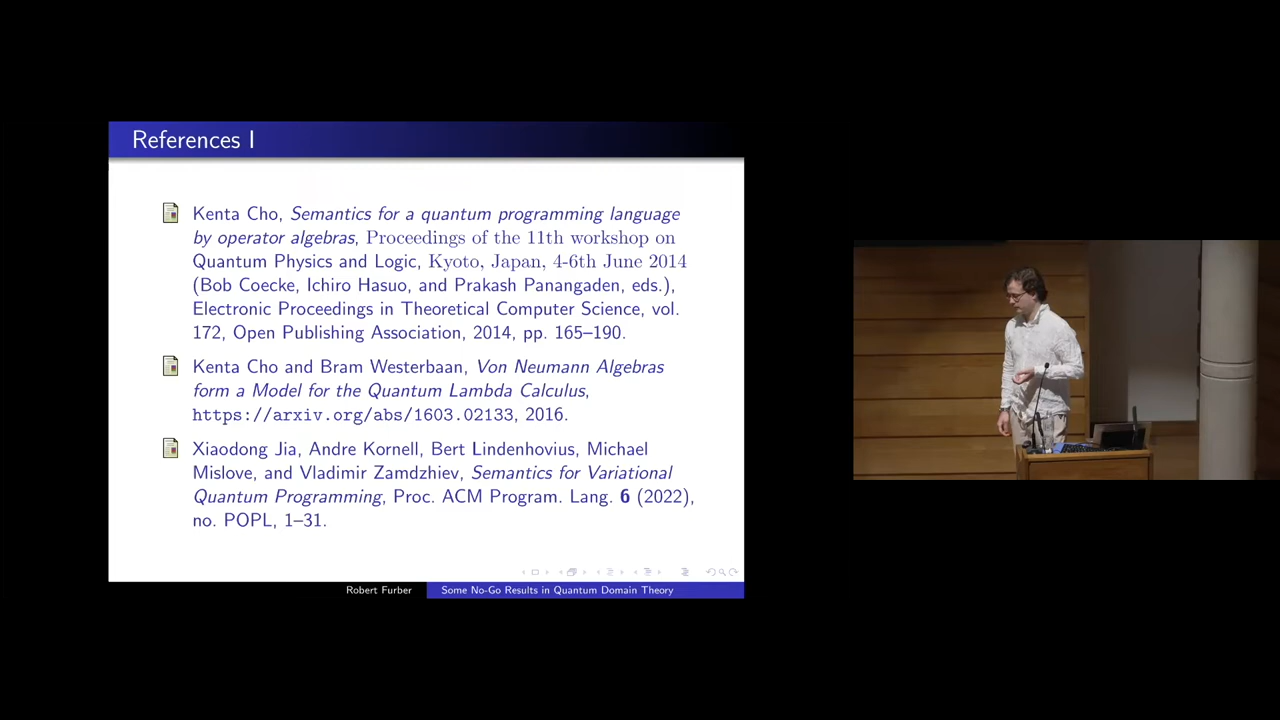 References I
Kenta Cho, Semantics for a quantum programming language
by operator algebras, Proceedings of the 11th workshop on
Quantum Physics and Logic, Kyoto, Japan, 4-6th June 2014
(Bob Coecke, Ichiro Hasuo, and Prakash Panangaden, eds.),
Electronic Proceedings in Theoretical Computer Science, vol.
172, Open Publishing Association, 2014, pp. 165–190.
Kenta Cho and Bram Westerbaan, Von Neumann Algebras
form a Model for the Quantum Lambda Calculus,
https://arxiv.org/abs/1603.02133, 2016.
Xiaodong Jia, Andre Kornell, Bert Lindenhovius, Michael
Mislove, and Vladimir Zamdzhiev, Semantics for Variational
Quantum Programming, Proc. ACM Program. Lang. 6 (2022),
no. POPL, 1–31.
Robert Furber
Some No-Go Results in Quantum Domain Theory